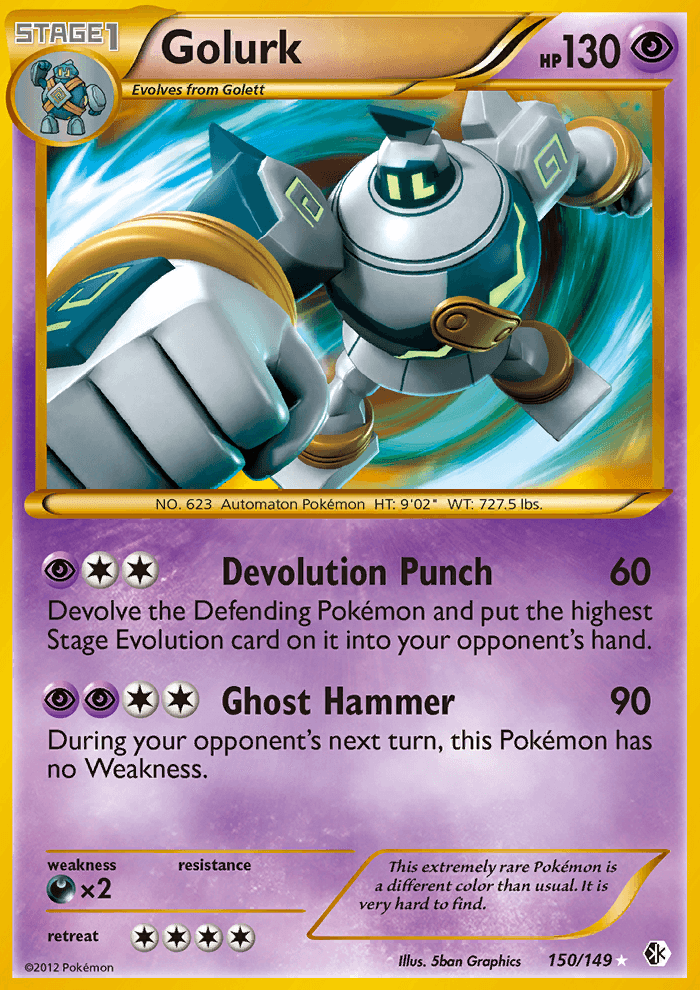 STAGE1
Golurk
HP130
Evolves from Golett
NO. 623 Automaton Pokémon HT: 9'02" WT: 727.5 lbs.
Devolution Punch 60
Devolve the Defending Pokémon and put the highest
Stage Evolution card on it into your opponent's hand.
Ghost Hammer 90
During your opponent's next turn, this Pokémon has
no Weakness.
weakness resistance
×2
This extremely rare Pokémon is
a different color than usual. It is
very hard to find.
retreat
©2012 Pokémon
Illus. 5ban Graphics 150/149